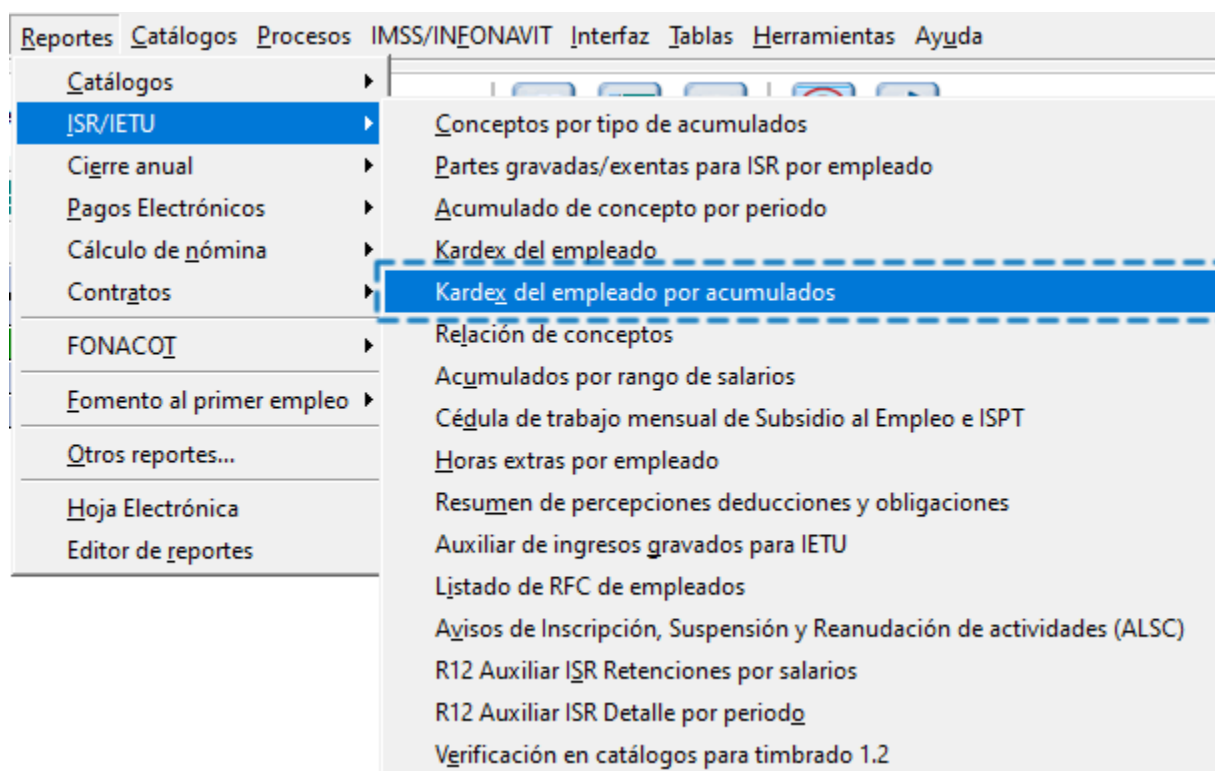 Reportes Catálogos Procesos IMSS/INFONAVIT Interfaz Tablas Herramientas Ayuda
Catálogos
ISR/IETU
Cierre anual
Pagos Electrónicos
Cálculo de nómina
Contratos
FONACOT
Fomento al primer empleo
Otros reportes...
Hoja Electrónica
Editor de reportes
Conceptos por tipo de acumulados
Partes gravadas/exentas para ISR por empleado
Acumulado de concepto por periodo
Kardex del empleado
Kardex del empleado por acumulados
Relación de conceptos
Acumulados por rango de salarios
Cédula de trabajo mensual de Subsidio al Empleo e ISPT
Horas extras por empleado
Resumen de percepciones deducciones y obligaciones
Auxiliar de ingresos gravados para IETU
Listado de RFC de empleados
Avisos de Inscripción, Suspensión y Reanudación de actividades (ALSC)
R12 Auxiliar ISR Retenciones por salarios
R12 Auxiliar ISR Detalle por periodo
Verificación en catálogos para timbrado 1.2